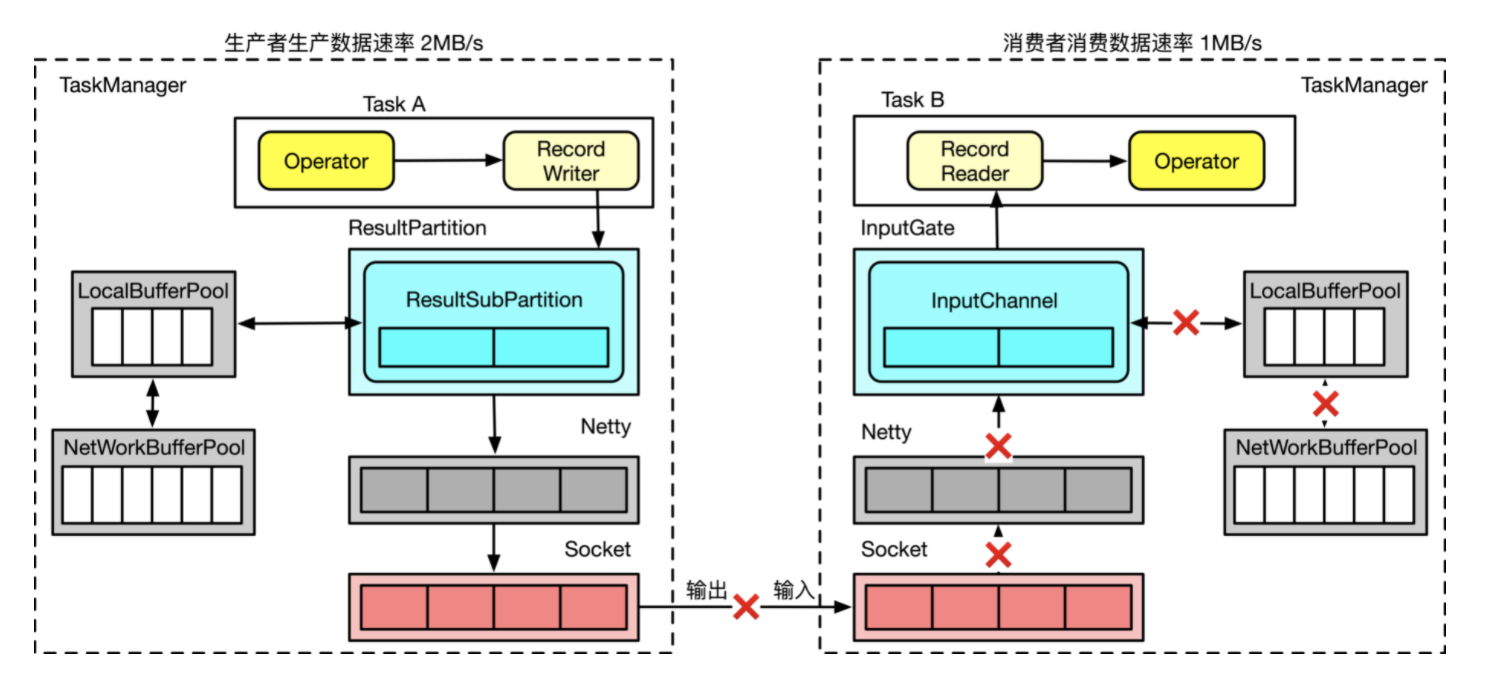 生产者生产数据速率 2MB/s
TaskManager
Task A
Operator
Record
Writer
ResultPartition
LocalBufferPool
ResultSubPartition
NetWorkBufferPool
Netty
Socket
输出
输入
消费者消费数据速率 1MB/s
TaskManager
Task B
Record
Reader
Operator
InputGate
InputChannel
LocalBufferPool
Netty
NetWorkBufferPool
Socket